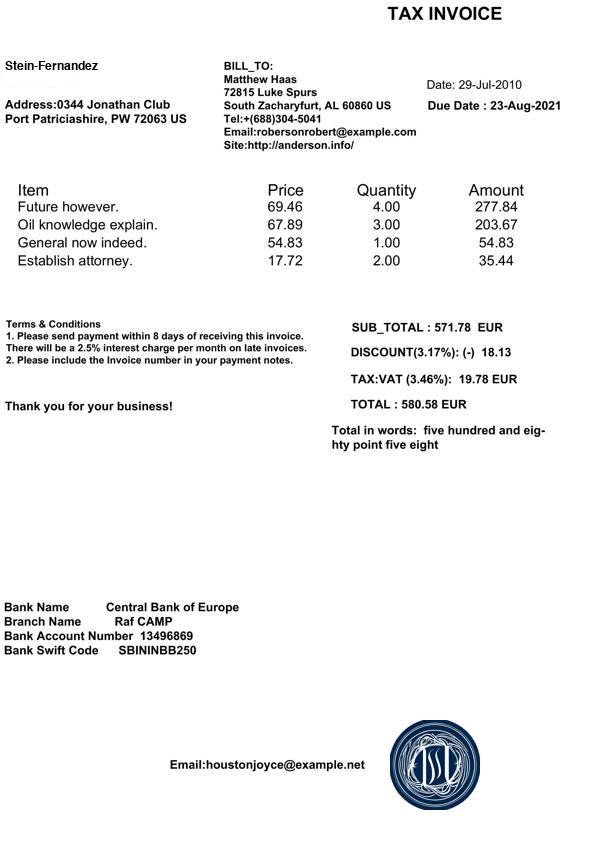 TAX INVOICE
Stein-Fernandez
Address:0344 Jonathan Club
Port Patriciashire, PW 72063 US
BILL_TO:
Matthew Haas
72815 Luke Spurs
South Zacharyfurt, AL 60860 US
Tel:+(688)304-5041
Email:robersonrobert@example.com
Site:http://anderson.info/
Date: 29-Jul-2010
Due Date : 23-Aug-2021
Item Price Quantity Amount
Future however. 69.46 4.00 277.84
Oil knowledge explain. 67.89 3.00 203.67
General now indeed. 54.83 1.00 54.83
Establish attorney. 17.72 2.00 35.44
Terms & Conditions
1. Please send payment within 8 days of receiving this invoice.
There will be a 2.5% interest charge per month on late invoices.
2. Please include the Invoice number in your payment notes.
Thank you for your business!
SUB_TOTAL : 571.78 EUR
DISCOUNT(3.17%): (-) 18.13
TAX:VAT (3.46%): 19.78 EUR
TOTAL : 580.58 EUR
Total in words: five hundred and eig-
hty point five eight
Bank Name Central Bank of Europe
Branch Name Raf CAMP
Bank Account Number 13496869
Bank Swift Code SBININBB250
Email:houstonjoyce@example.net